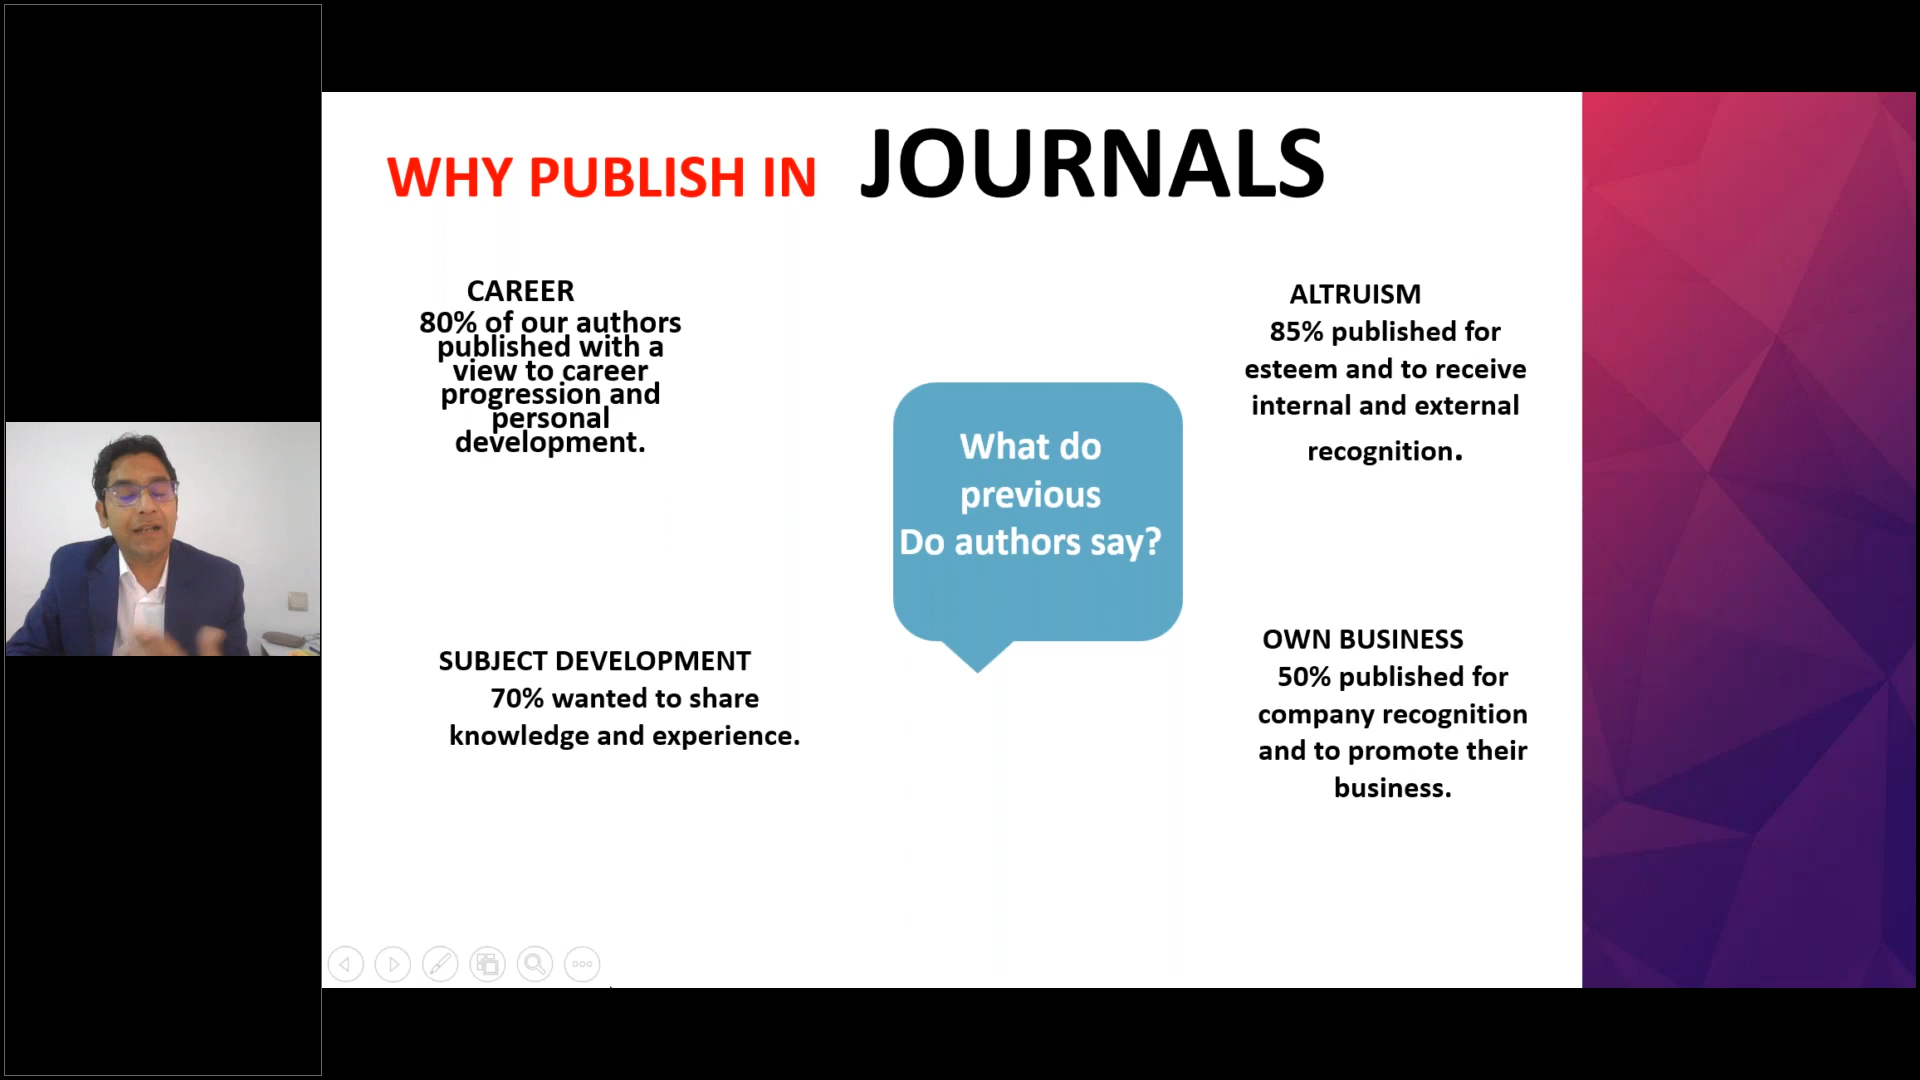 WHY PUBLISH IN JOURNALS
CAREER
80% of our authors
published with a
view to career
progression and
personal
development.
ALTRUISM
85% published for
esteem and to receive
internal and external
recognition.
What do
previous
Do authors say?
SUBJECT DEVELOPMENT
70% wanted to share
knowledge and experience.
OWN BUSINESS
50% published for
company recognition
and to promote their
business.